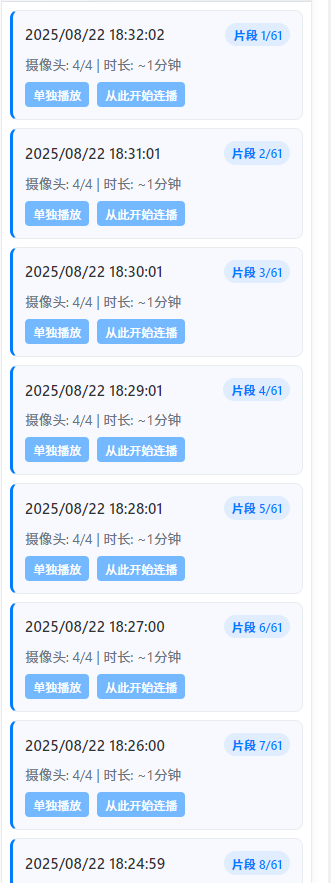 2025/08/22 18:32:02 片段 1/61
摄像头: 4/4 | 时长: ~1分钟
单独播放 从此开始连播
2025/08/22 18:31:01 片段 2/61
摄像头: 4/4 | 时长: ~1分钟
单独播放 从此开始连播
2025/08/22 18:30:01 片段 3/61
摄像头: 4/4 | 时长: ~1分钟
单独播放 从此开始连播
2025/08/22 18:29:01 片段 4/61
摄像头: 4/4 | 时长: ~1分钟
单独播放 从此开始连播
2025/08/22 18:28:01 片段 5/61
摄像头: 4/4 | 时长: ~1分钟
单独播放 从此开始连播
2025/08/22 18:27:00 片段 6/61
摄像头: 4/4 | 时长: ~1分钟
单独播放 从此开始连播
2025/08/22 18:26:00 片段 7/61
摄像头: 4/4 | 时长: ~1分钟
单独播放 从此开始连播
2025/08/22 18:24:59 片段 8/61